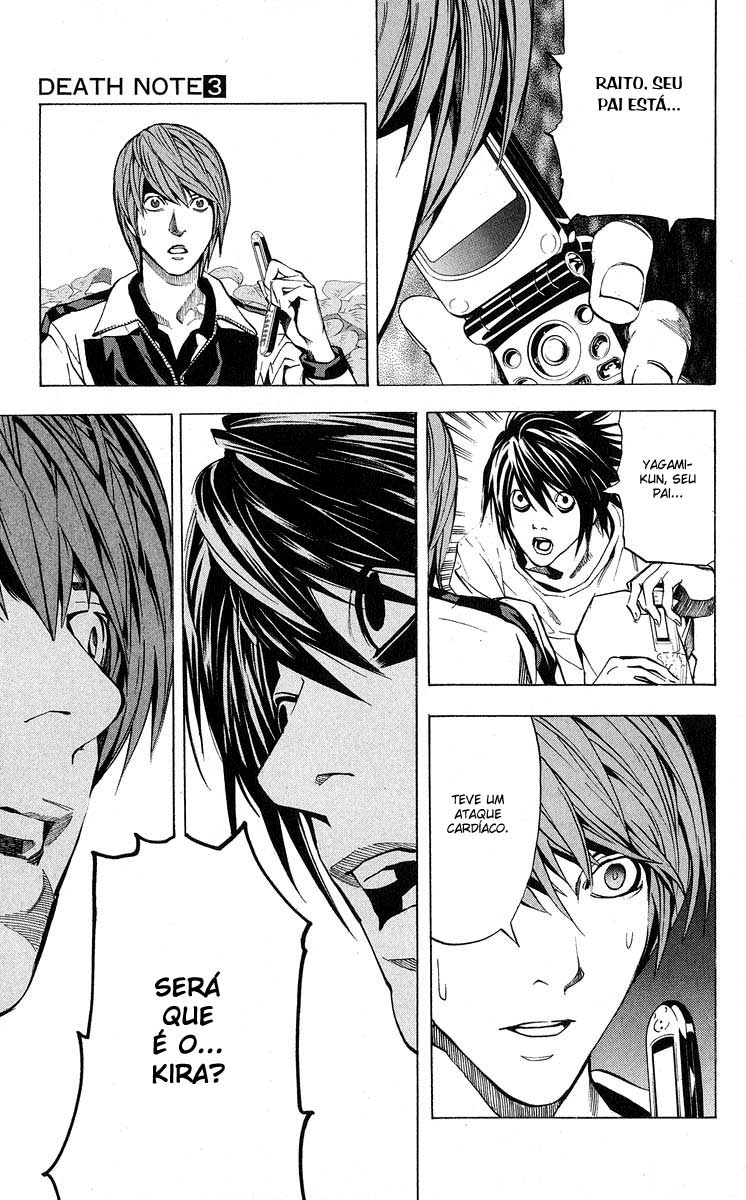 DEATH NOTE 3
RAITO, SEU
PAI ESTÁ...
YAGAMI-
KUN, SEU
PAI...
TEVE UM
ATAQUE
CARDÍACO.
SERÁ
QUE
É O...
KIRA?